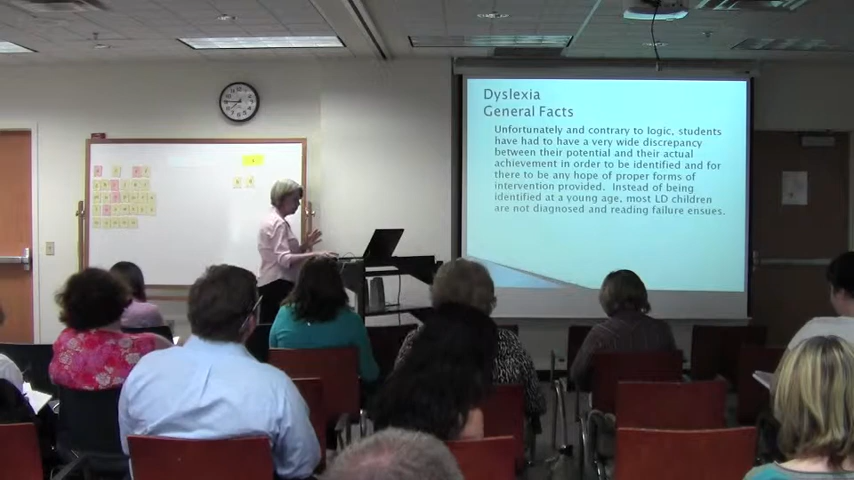 Dyslexia
General Facts
Unfortunately and contrary to logic, students
have had to have a very wide discrepancy
between their potential and their actual
achievement in order to be identified and for
there to be any hope of proper forms of
intervention provided. Instead of being
identified at a young age, most LD children
are not diagnosed and reading failure ensues.